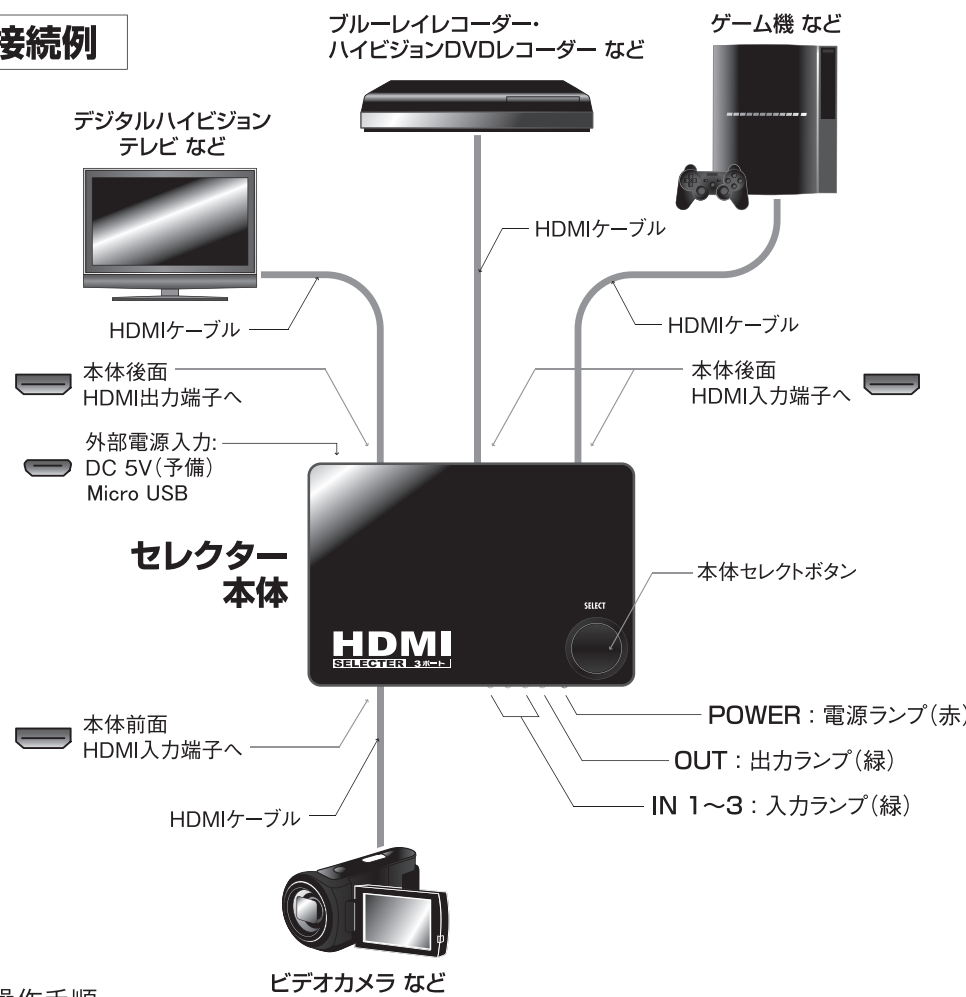 接続例
ブルーレイレコーダー・
ハイビジョンDVDレコーダー など
ゲーム機 など
デジタルハイビジョン
テレビ など
HDMIケーブル
HDMIケーブル
HDMIケーブル
本体後面
HDMI出力端子へ
本体後面
HDMI入力端子へ
外部電源入力:
DC 5V(予備)
Micro USB
セレクター
本体
本体セレクトボタン
SELECT
HDMI
SELECTER 3ポート
本体前面
HDMI入力端子へ
POWER : 電源ランプ(赤)
OUT : 出力ランプ(緑)
IN 1~3 : 入力ランプ(緑)
HDMIケーブル
ビデオカメラ など
操作手順